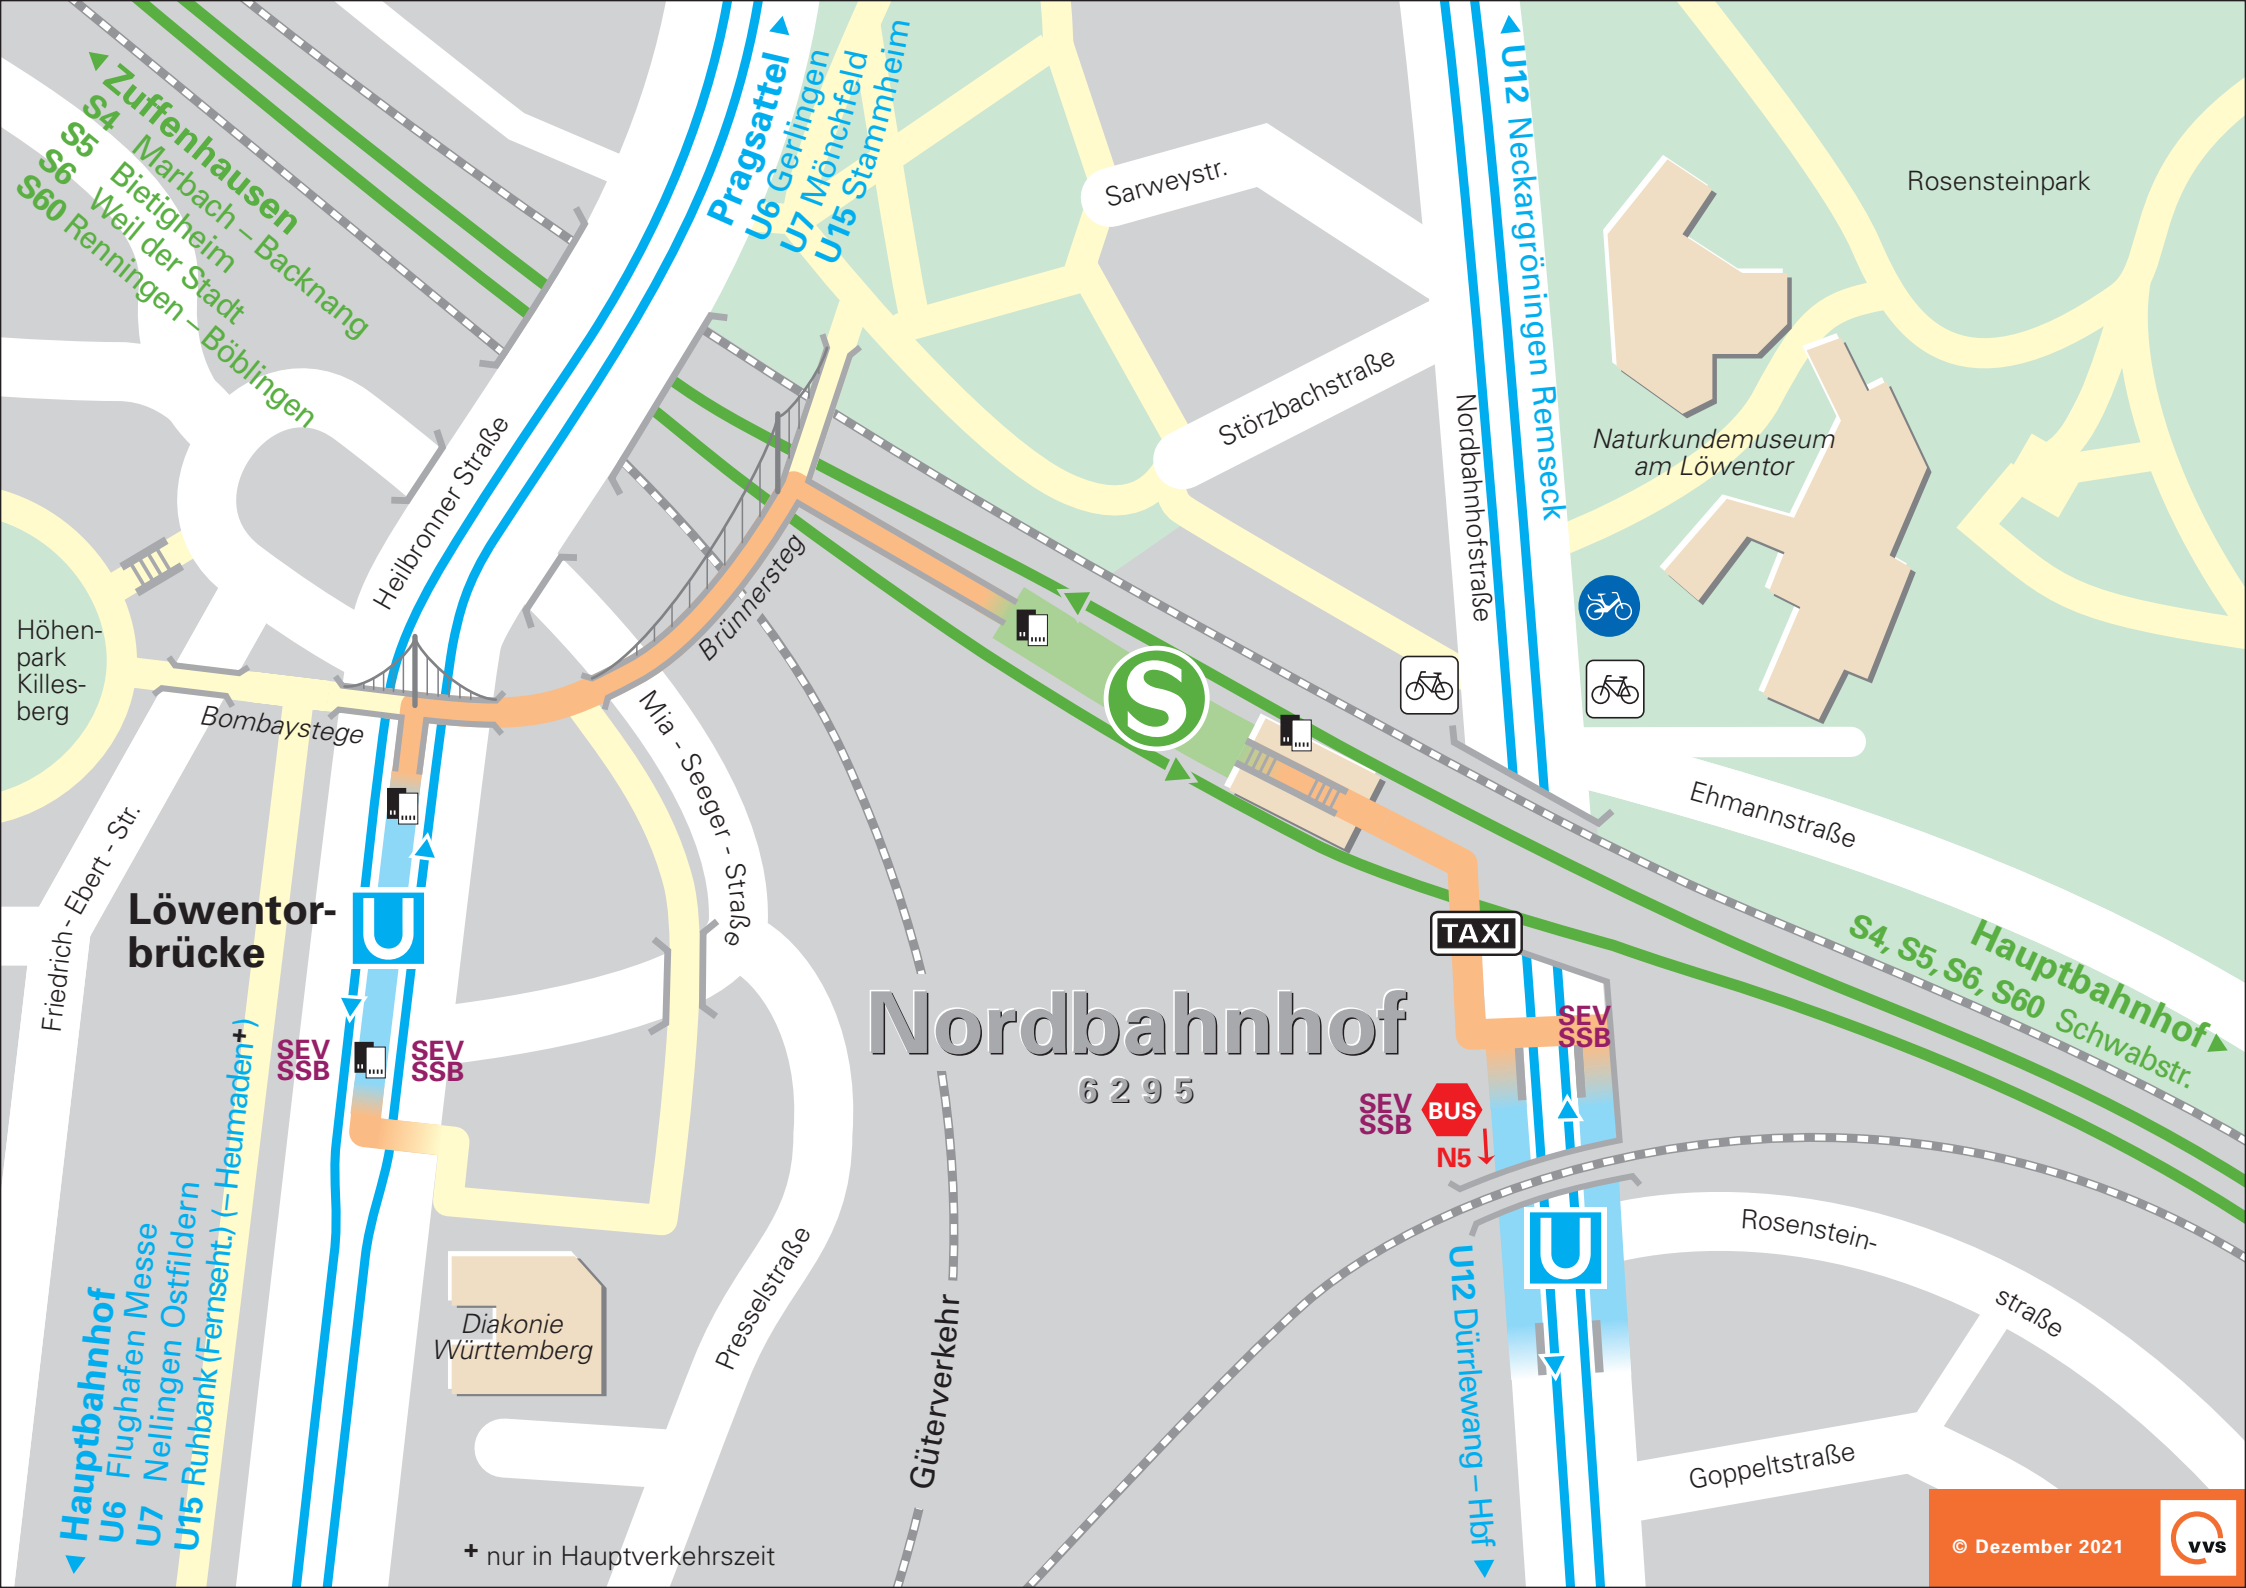 Zuffenhausen
S4 Marbach – Backnang
S5 Bietigheim
S6 Weil der Stadt
S60 Renningen – Böblingen
Pragsattel
U6 Gerlingen
U7 Mönchfeld
U15 Stammheim
U12 Neckargröningen Remseck
Rosensteinpark
Sarweystr.
Störzbachstraße
Nordbahnhofstraße
Naturkundemuseum
am Löwentor
Heilbronner Straße
Brünnersteg
Höhen-
park
Killes-
berg
Bombaystege
Mia - Seeger - Straße
S
Ehmannstraße
Friedrich - Ebert - Str.
Löwentor-
brücke
U
TAXI
Hauptbahnhof
S4, S5, S6, S60 Schwabstr.
Nordbahnhof
6295
SEV
SSB
SEV
SSB
SEV
SSB
SEV
SSB
BUS
N5
U
Rosenstein-
straße
Goppeltstraße
U12 Dürrlewang – Hbf
Presselstraße
Güterverkehr
Diakonie
Württemberg
Hauptbahnhof
U6 Flughafen Messe
U7 Nellingen Ostfildern
U15 Ruhbank (Fernseht.) (– Heumaden+)
+ nur in Hauptverkehrszeit
© Dezember 2021
vvs